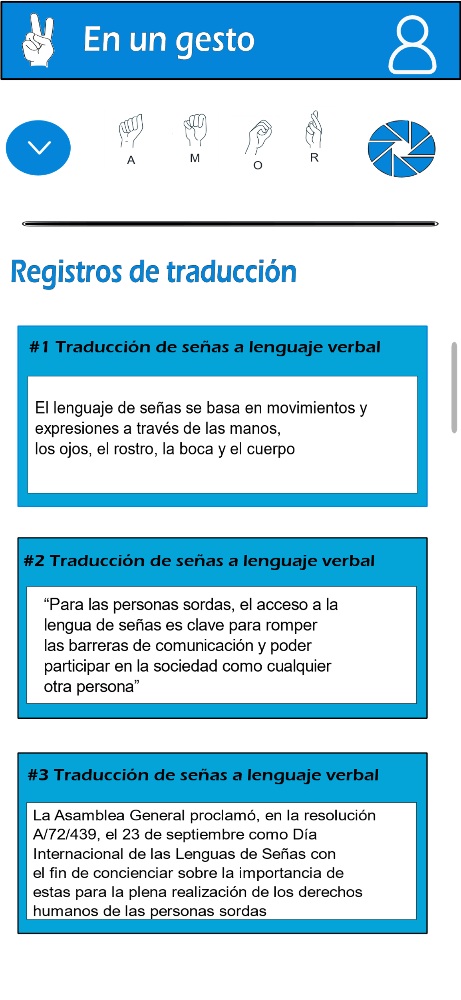 En un gesto
A
M
O
R
Registros de traducción
#1 Traducción de señas a lenguaje verbal
El lenguaje de señas se basa en movimientos y
expresiones a través de las manos,
los ojos, el rostro, la boca y el cuerpo
#2 Traducción de señas a lenguaje verbal
“Para las personas sordas, el acceso a la
lengua de señas es clave para romper
las barreras de comunicación y poder
participar en la sociedad como cualquier
otra persona”
#3 Traducción de señas a lenguaje verbal
La Asamblea General proclamó, en la resolución
A/72/439, el 23 de septiembre como Día
Internacional de las Lenguas de Señas con
el fin de concienciar sobre la importancia de
estas para la plena realización de los derechos
humanos de las personas sordas